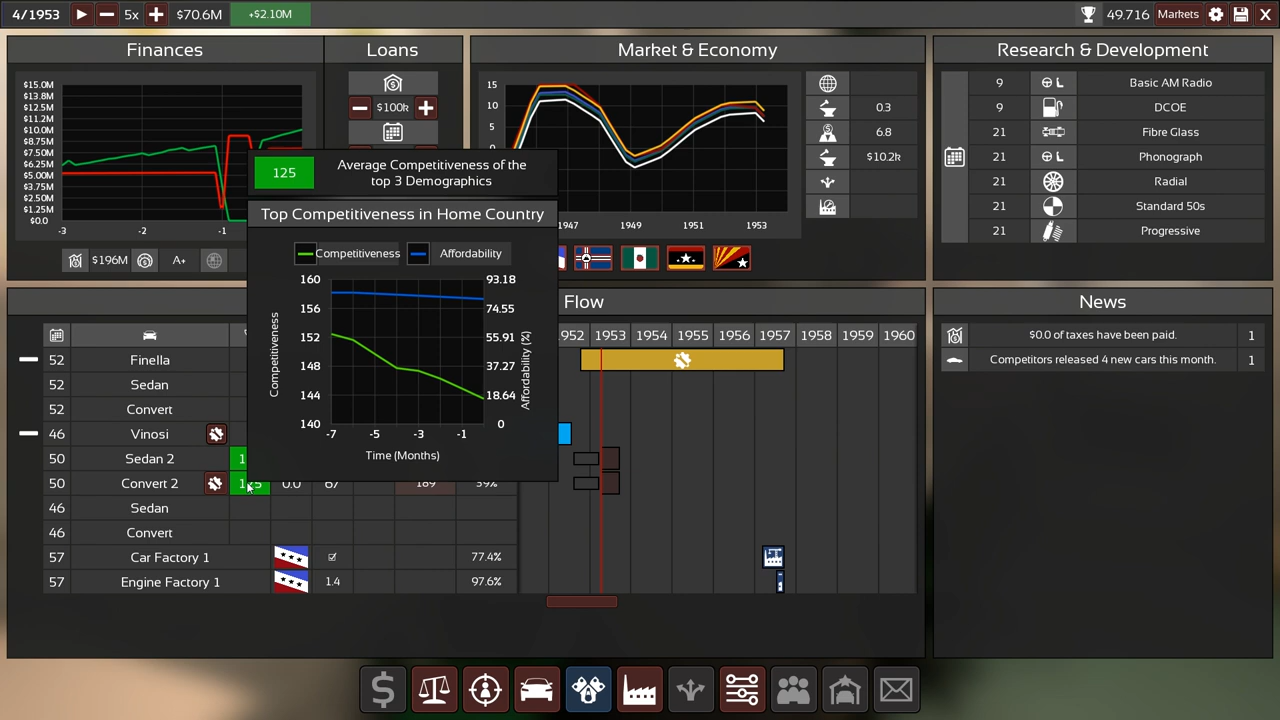 4/1953
5x
$70.6M
+$2.10M
49.716
Markets
Finances
Loans
Market & Economy
Research & Development
$15.0M
$13.8M
$12.5M
$11.3M
$10.0M
$8.75M
$7.50M
$6.25M
$5.00M
$3.75M
$2.50M
$1.25M
$0.0
-3
-2
-1
$196M
A+
$100k
15
10
5
0
1947
1949
1951
1953
0.3
6.8
$10.2k
9 Basic AM Radio
9 DCOE
21 Fibre Glass
21 Phonograph
21 Radial
21 Standard 50s
21 Progressive
125
Average Competitiveness of the
top 3 Demographics
Top Competitiveness in Home Country
Competitiveness
Affordability
160
156
152
148
144
140
93.18
74.55
55.91
37.27
18.64
0
Competitiveness
Affordability (%)
-7
-5
-3
-1
Time (Months)
Flow
1953 1954 1955 1956 1957 1958 1959 1960
52 Finella
52 Sedan
52 Convert
46 Vinosi
50 Sedan 2
50 Convert 2 0.0 67 189 39%
46 Sedan
46 Convert
57 Car Factory 1 77.4%
57 Engine Factory 1 1.4 97.6%
News
$0.0 of taxes have been paid. 1
Competitors released 4 new cars this month. 1